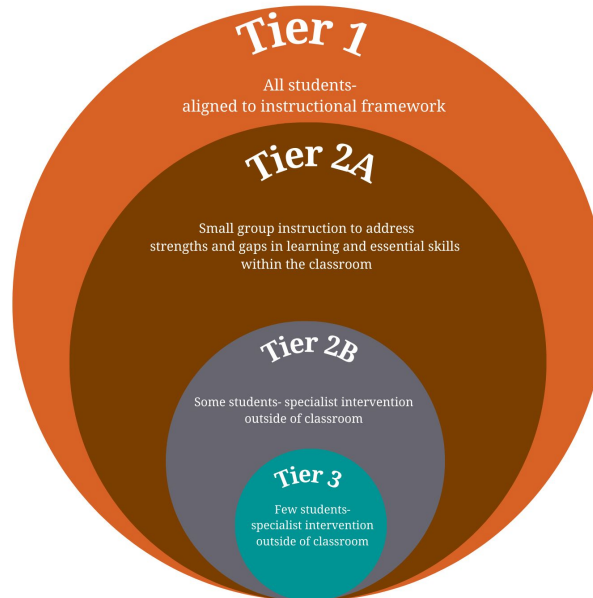 Tier 1
All students-
aligned to instructional framework
Tier 2A
Small group instruction to address
strengths and gaps in learning and essential skills
within the classroom
Tier 2B
Some students- specialist intervention
outside of classroom
Tier 3
Few students-
specialist intervention
outside of classroom